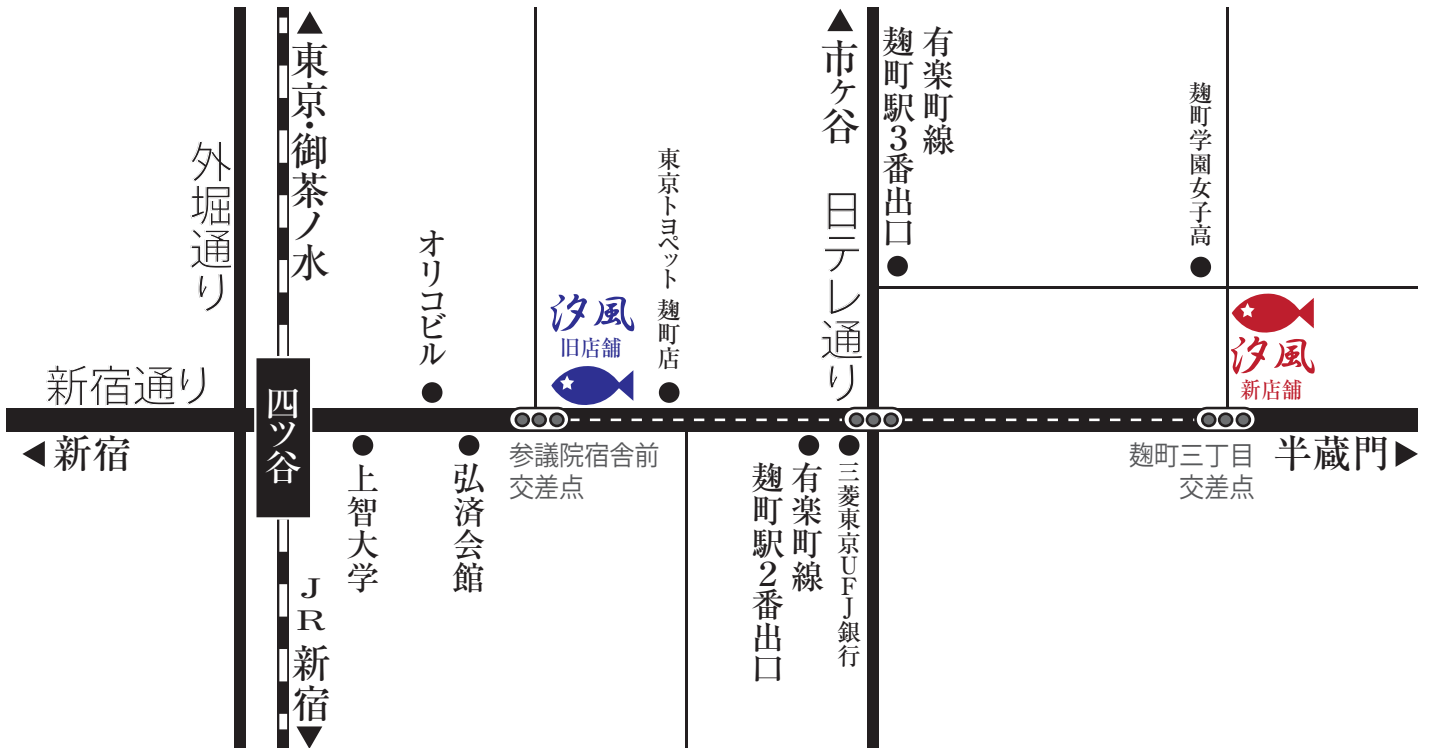 外堀通り
東京・御茶ノ水
オリコビル
汐風
旧店舗
東京トヨペット 麹町店
市ケ谷
日テレ通り
有楽町線
麹町駅3番出口
麹町学園女子高
汐風
新店舗
新宿通り
四ツ谷
新宿
上智大学
弘済会館
参議院宿舎前
交差点
有楽町線
麹町駅2番出口
三菱東京UFJ銀行
麹町三丁目
交差点
半蔵門
JR新宿